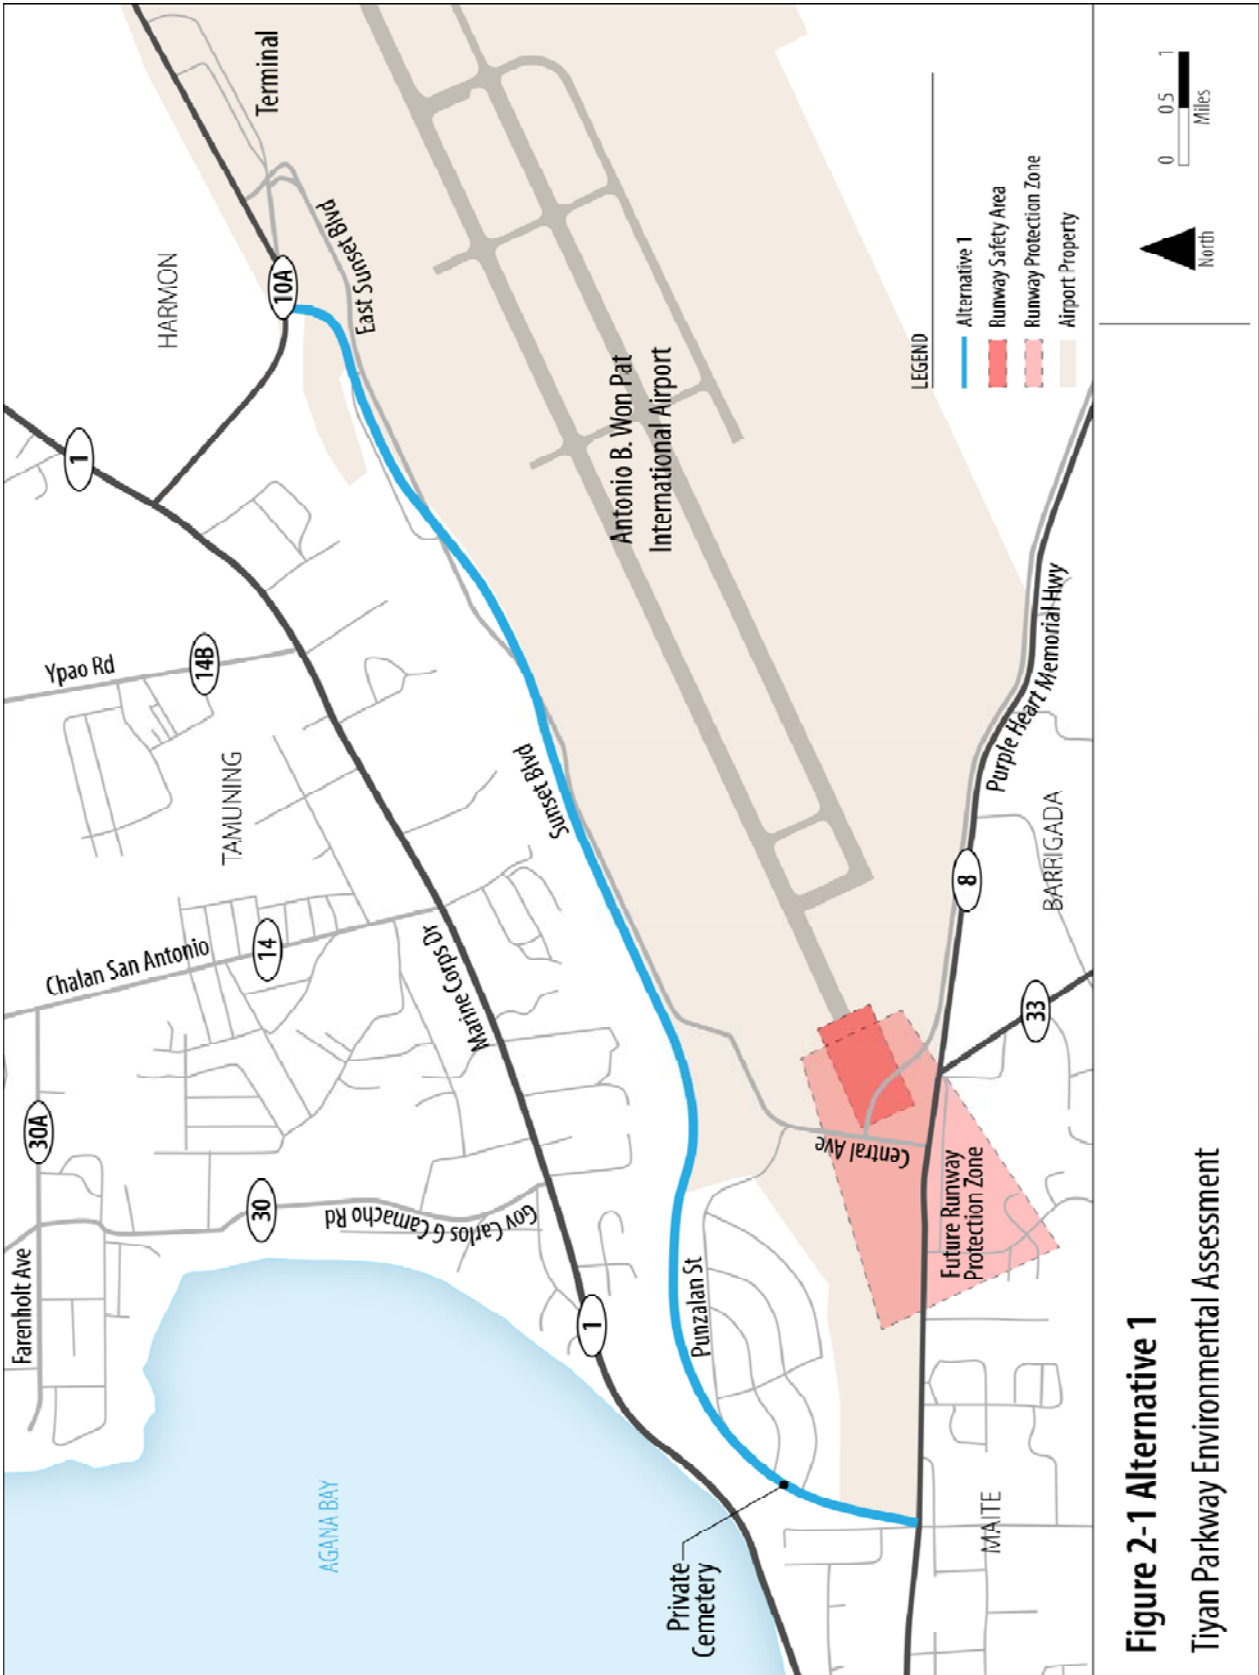 Farenholt Ave
30A
30
Gov Carlos G Camacho Rd
Chalan San Antonio
14
TAMUNING
Ypao Rd
14B
1
HARMON
10A
Terminal
East Sunset Blvd
Sunset Blvd
Marine Corps Dr
1
AGANA BAY
Private
Cemetery
Punzalan St
Central Ave
Antonio B. Won Pat
International Airport
Future Runway
Protection Zone
MAITE
33
8
BARRIGADA
Purple Heart Memorial Hwy
LEGEND
Alternative 1
Runway Safety Area
Runway Protection Zone
Airport Property
Figure 2-1 Alternative 1
Tiyan Parkway Environmental Assessment
North
0 0.5 1
Miles